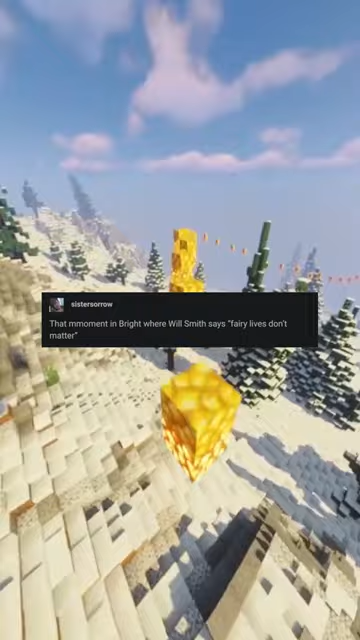 sistersorrow
That mmoment in Bright where Will Smith says "fairy lives don't
matter"